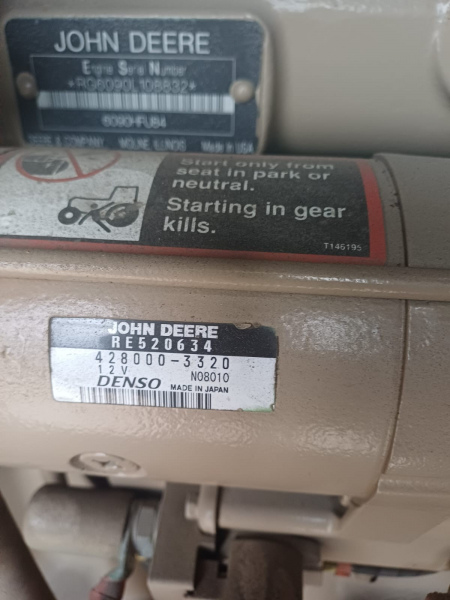 JOHN DEERE
Engine Serial Number
*RG6090L108832*
6090HFU84
DEERE & COMPANY MOLINE, ILLINOIS Made in USA
Start only from
seat in park or
neutral.
Starting in gear
kills.
T146195
JOHN DEERE
RE520634
428000-3320
12V N08010
DENSO MADE IN JAPAN